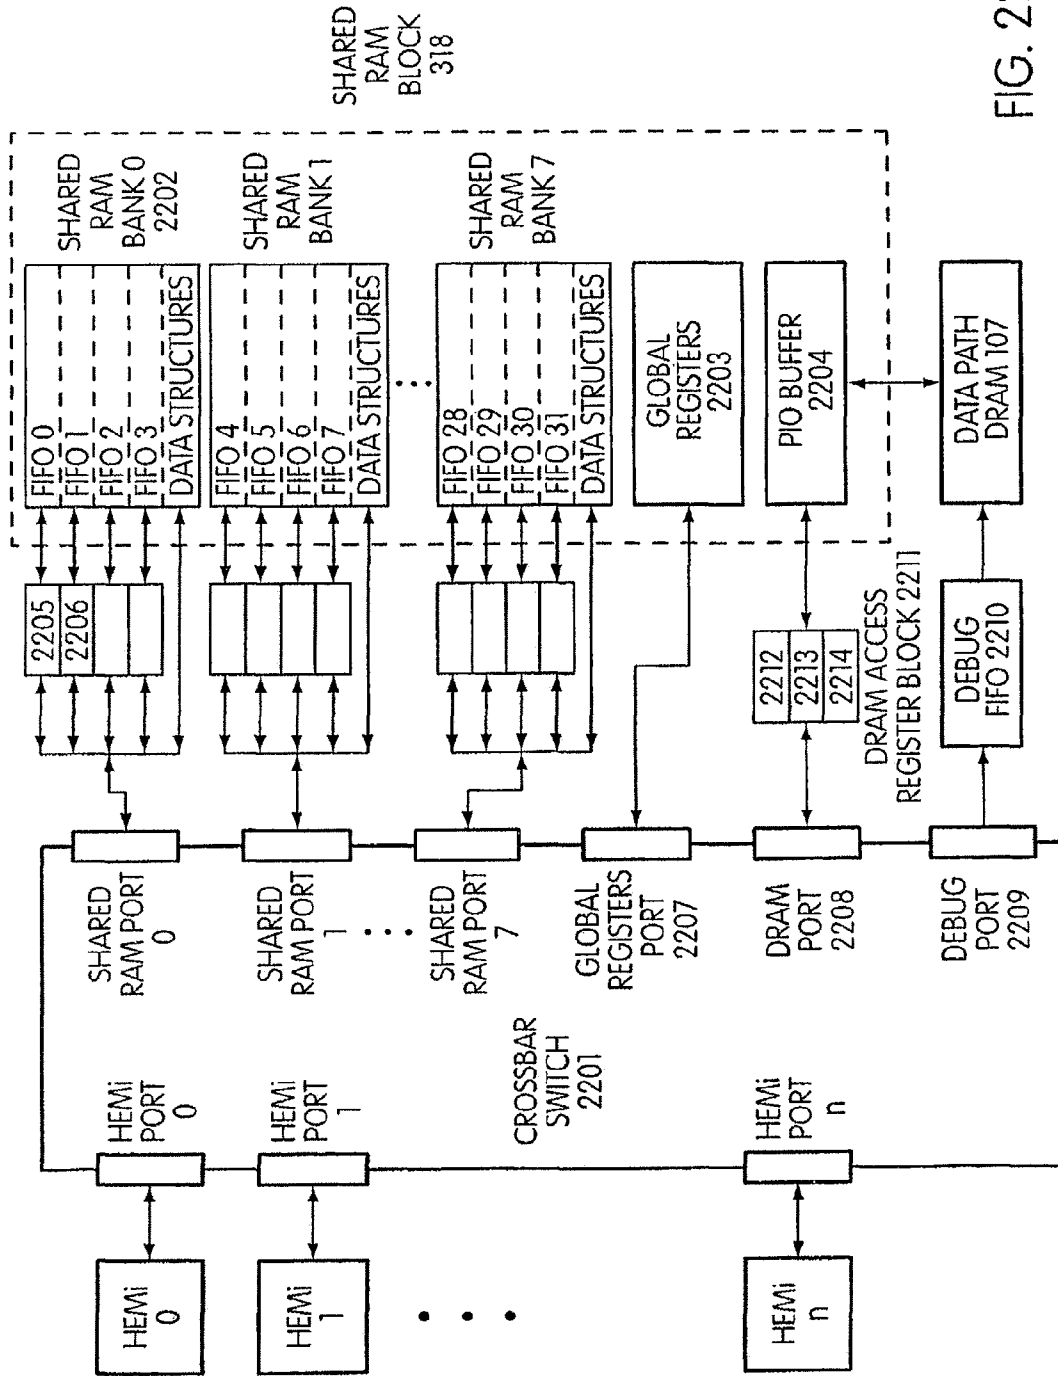 HEMi
0
HEMi
1
HEMi
n
HEMi
PORT
0
HEMi
PORT
1
HEMi
PORT
n
CROSSBAR
SWITCH
2201
SHARED
RAM PORT
0
SHARED
RAM PORT
1
SHARED
RAM PORT
7
GLOBAL
REGISTERS
PORT
2207
DRAM
PORT
2208
DEBUG
PORT
2209
2205
2206
2212
2213
2214
DRAM ACCESS
REGISTER BLOCK 2211
DEBUG
FIFO 2210
FIFO 0
FIFO 1
FIFO 2
FIFO 3
DATA STRUCTURES
FIFO 4
FIFO 5
FIFO 6
FIFO 7
DATA STRUCTURES
FIFO 28
FIFO 29
FIFO 30
FIFO 31
DATA STRUCTURES
GLOBAL
REGISTERS
2203
PIO BUFFER
2204
DATA PATH
DRAM 107
SHARED
RAM
BANK 0
2202
SHARED
RAM
BANK 1
SHARED
RAM
BANK 7
SHARED
RAM
BLOCK
318
FIG.